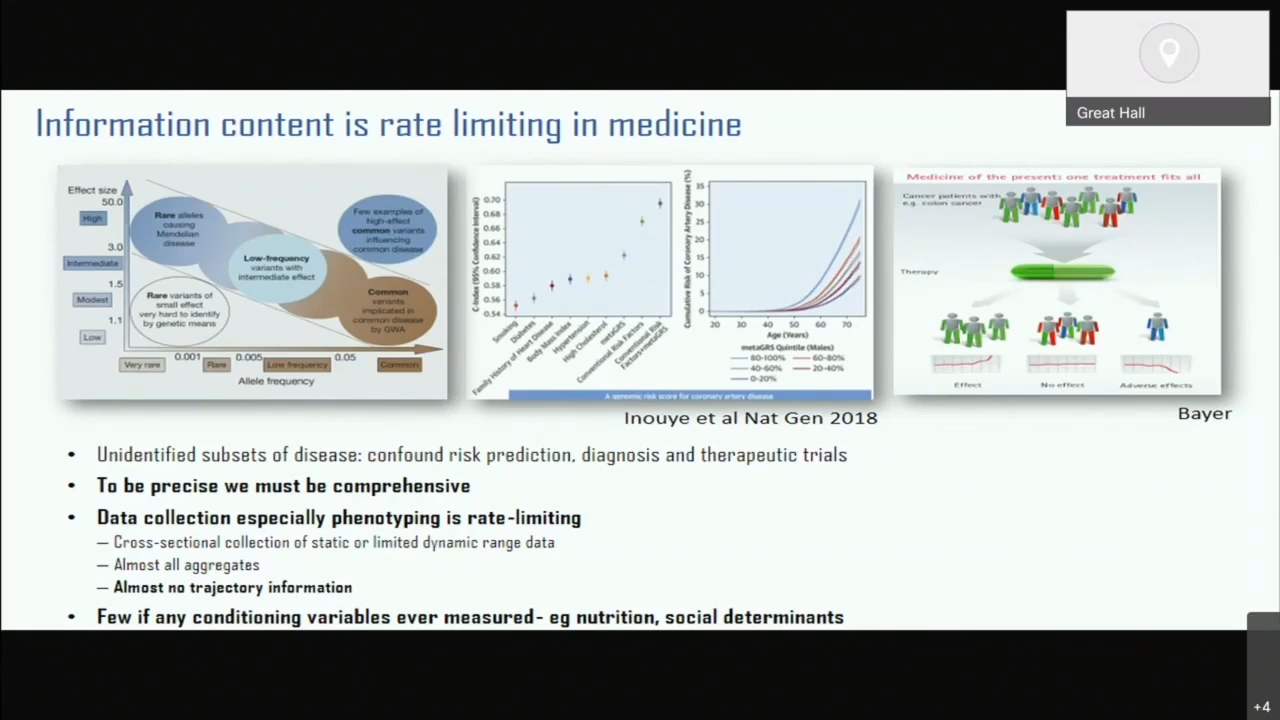 Great Hall
Information content is rate limiting in medicine
Effect size
50.0
High
3.0
Intermediate
1.5
Modest
1.1
Low
Rare alleles
causing
Mendelian
disease
Few examples of
high-effect
common variants
influencing
common disease
Low-frequency
variants with
intermediate effect
Rare variants of
small effect
very hard to identify
by genetic means
Common
variants
implicated in
common disease
by GWA
0.001
0.005
0.05
Very rare
Rare
Low frequency
Common
Allele frequency
C-Index (95% Confidence Interval)
0.70
0.68
0.66
0.64
0.62
0.60
0.58
0.56
0.54
Smoking
Diabetes
Family History of Heart Disease
Body Mass Index
Hypertension
High Cholesterol
metaGRS
Conventional Risk Factors
Conventional Risk
Factors+metaGRS
Cumulative Risk of Coronary Artery Disease (%)
35
30
25
20
15
10
5
0
20 30 40 50 60 70
Age (Years)
metaGRS Quintile (Males)
80-100% 60-80%
40-60% 20-40%
0-20%
A genomic risk score for coronary artery disease
Inouye et al Nat Gen 2018
Medicine of the present: one treatment fits all
Cancer patients with
e.g. colon cancer
Therapy
Effect
No effect
Adverse effects
Bayer
• Unidentified subsets of disease: confound risk prediction, diagnosis and therapeutic trials
• To be precise we must be comprehensive
• Data collection especially phenotyping is rate-limiting
– Cross-sectional collection of static or limited dynamic range data
– Almost all aggregates
– Almost no trajectory information
• Few if any conditioning variables ever measured- eg nutrition, social determinants
+4